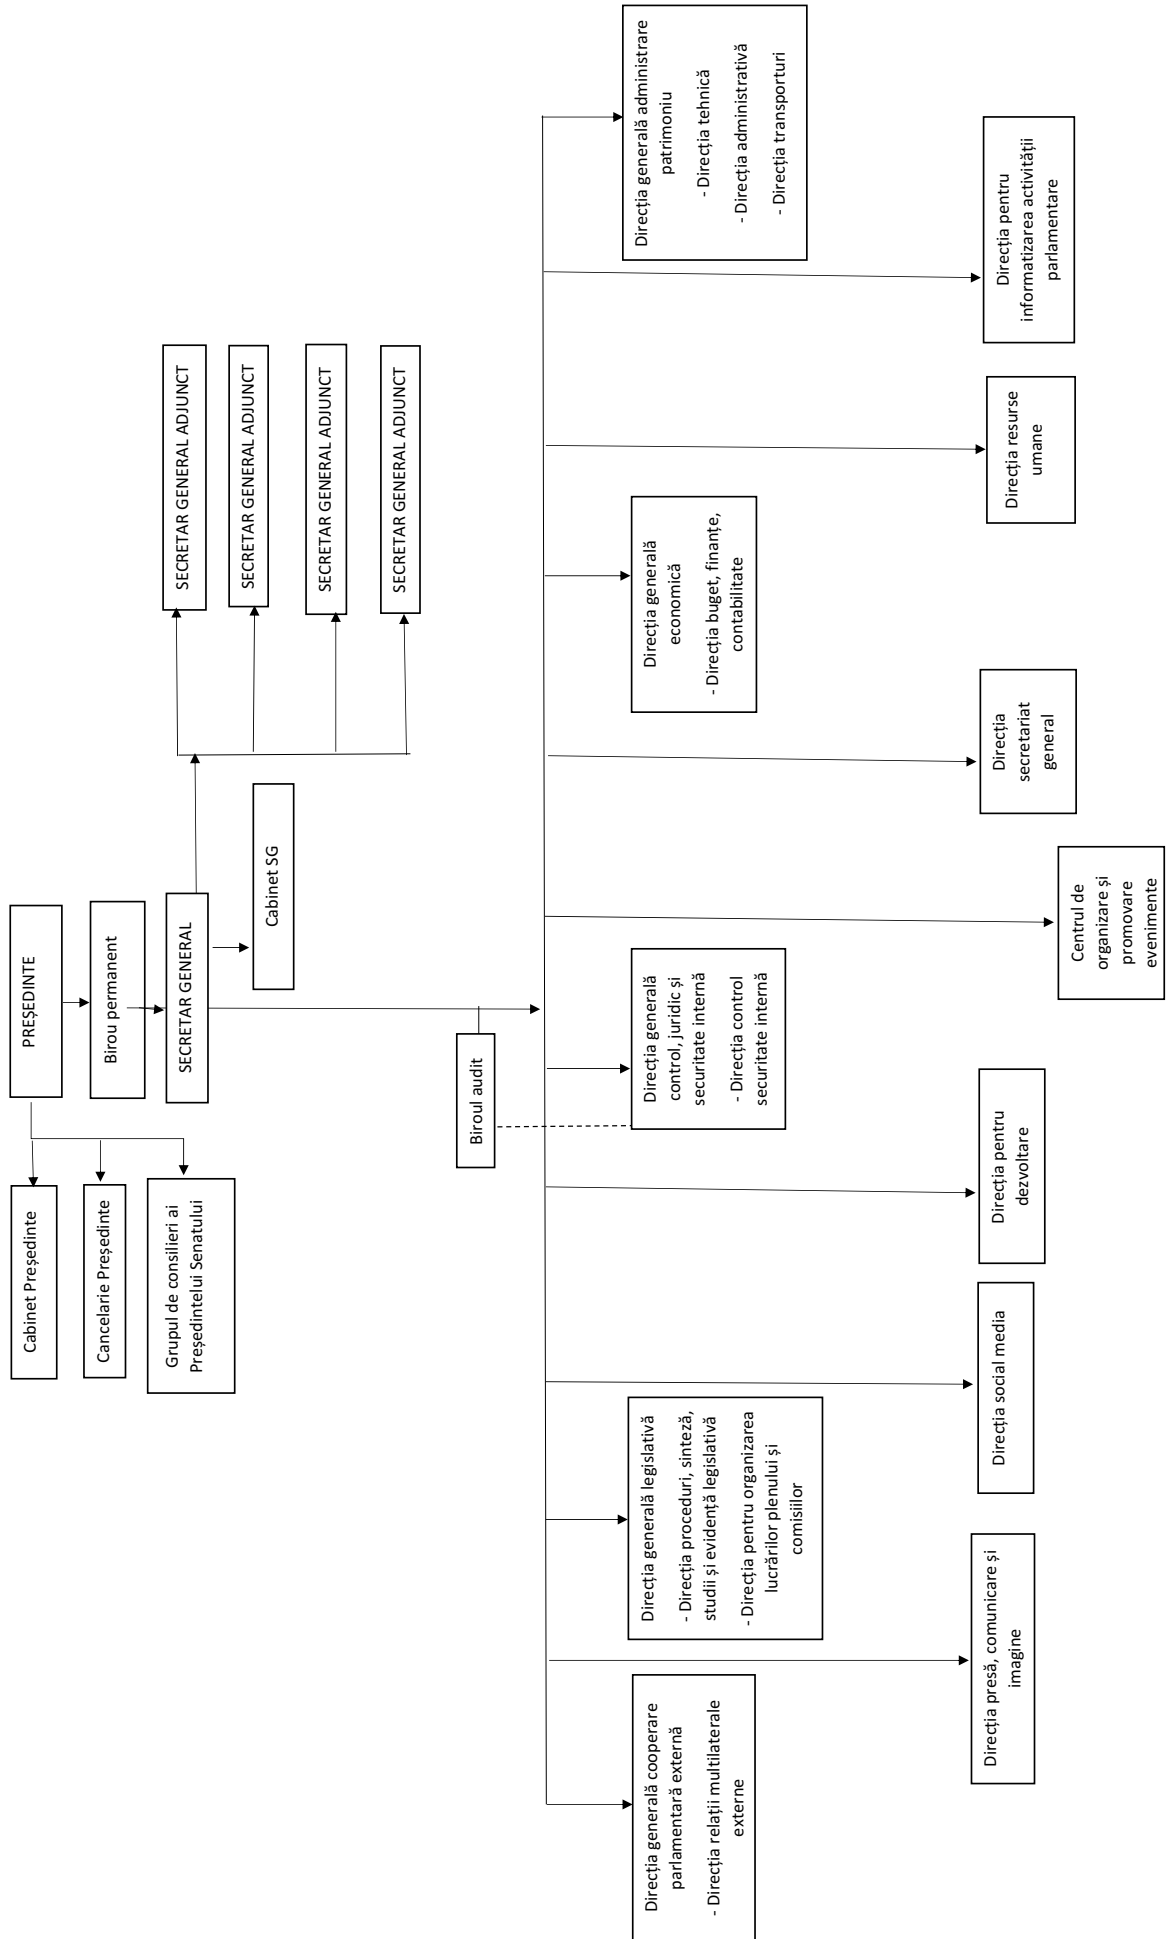 PREȘEDINTE
Birou permanent
SECRETAR GENERAL
Cabinet SG
Cabinet Președinte
Cancelarie Președinte
Grupul de consilieri ai
Președintelui Senatului
SECRETAR GENERAL ADJUNCT
SECRETAR GENERAL ADJUNCT
SECRETAR GENERAL ADJUNCT
SECRETAR GENERAL ADJUNCT
Biroul audit
Direcția generală cooperare
parlamentară externă
- Direcția relații multilaterale
externe
Direcția generală legislativă
- Direcția proceduri, sinteză,
studii și evidență legislativă
- Direcția pentru organizarea
lucrărilor plenului și
comisiilor
Direcția generală
control, juridic și
securitate internă
- Direcția control
securitate internă
Direcția generală
economică
- Direcția buget, finanțe,
contabilitate
Direcția generală administrare
patrimoniu
- Direcția tehnică
- Direcția administrativă
- Direcția transporturi
Direcția presă, comunicare și
imagine
Direcția social media
Direcția pentru
dezvoltare
Centrul de
organizare și
promovare
evenimente
Direcția
secretariat
general
Direcția resurse
umane
Direcția pentru
informatizarea activității
parlamentare